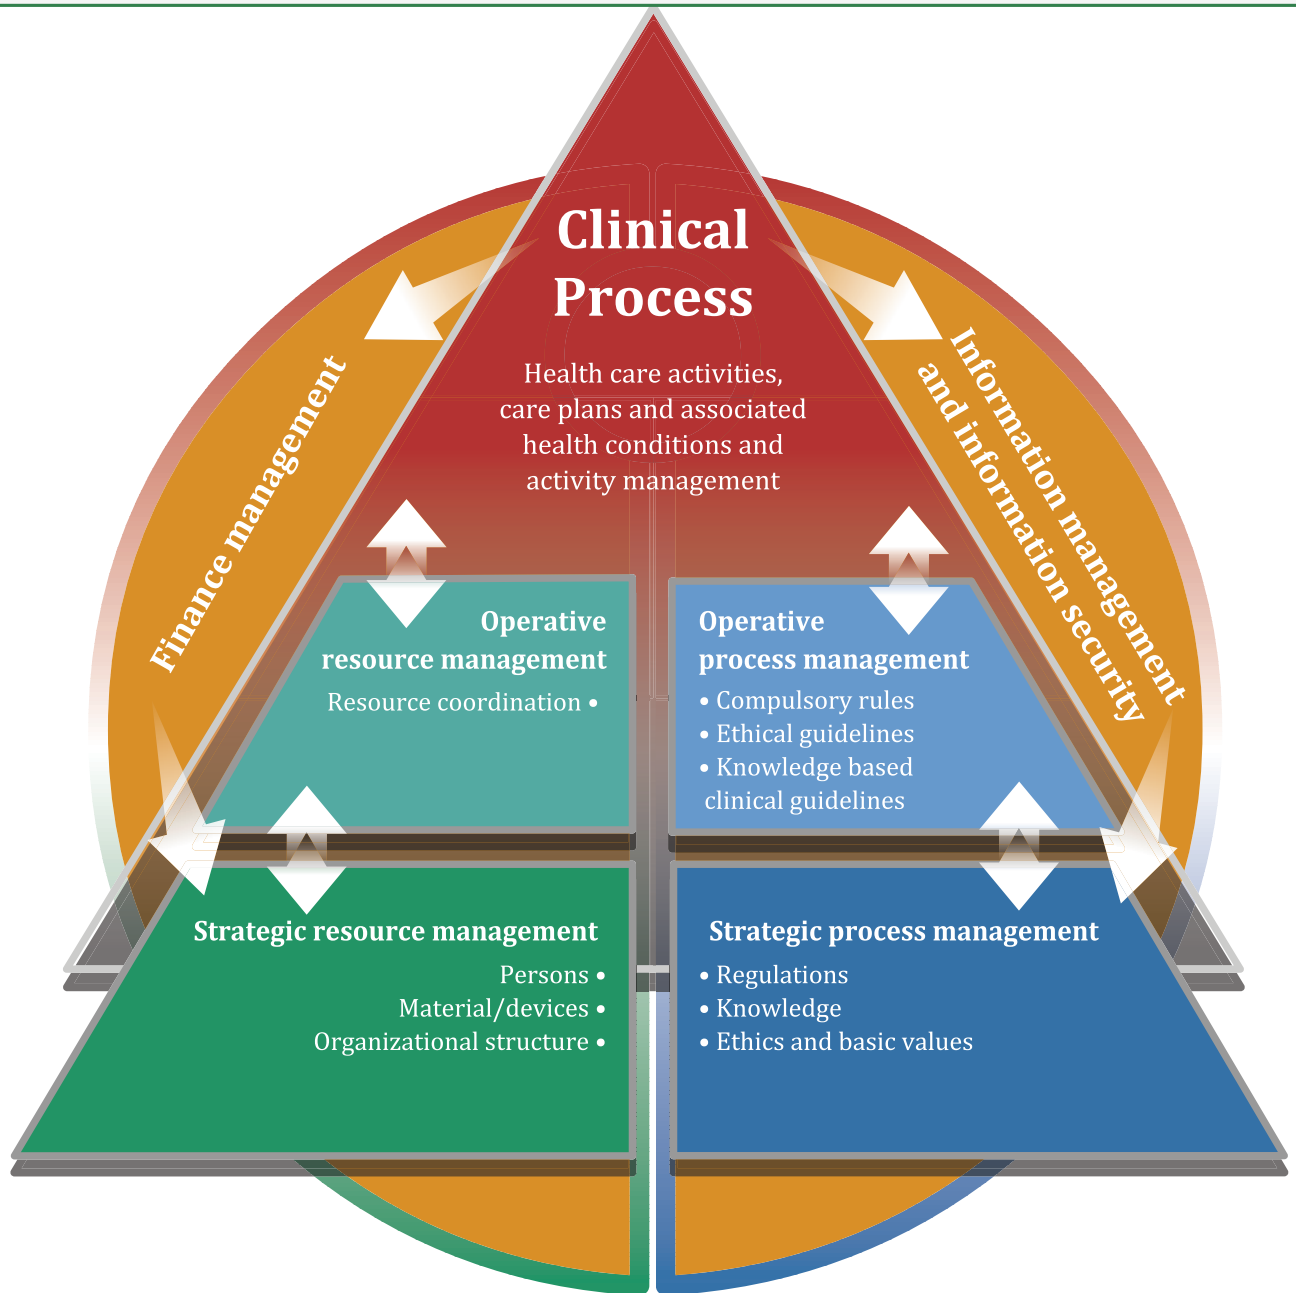 Clinical
Process
Health care activities,
care plans and associated
health conditions and
activity management
Finance management
Information management
and information security
Operative
resource management
Resource coordination •
Operative
process management
• Compulsory rules
• Ethical guidelines
• Knowledge based
clinical guidelines
Strategic resource management
Persons •
Material/devices •
Organizational structure •
Strategic process management
• Regulations
• Knowledge
• Ethics and basic values